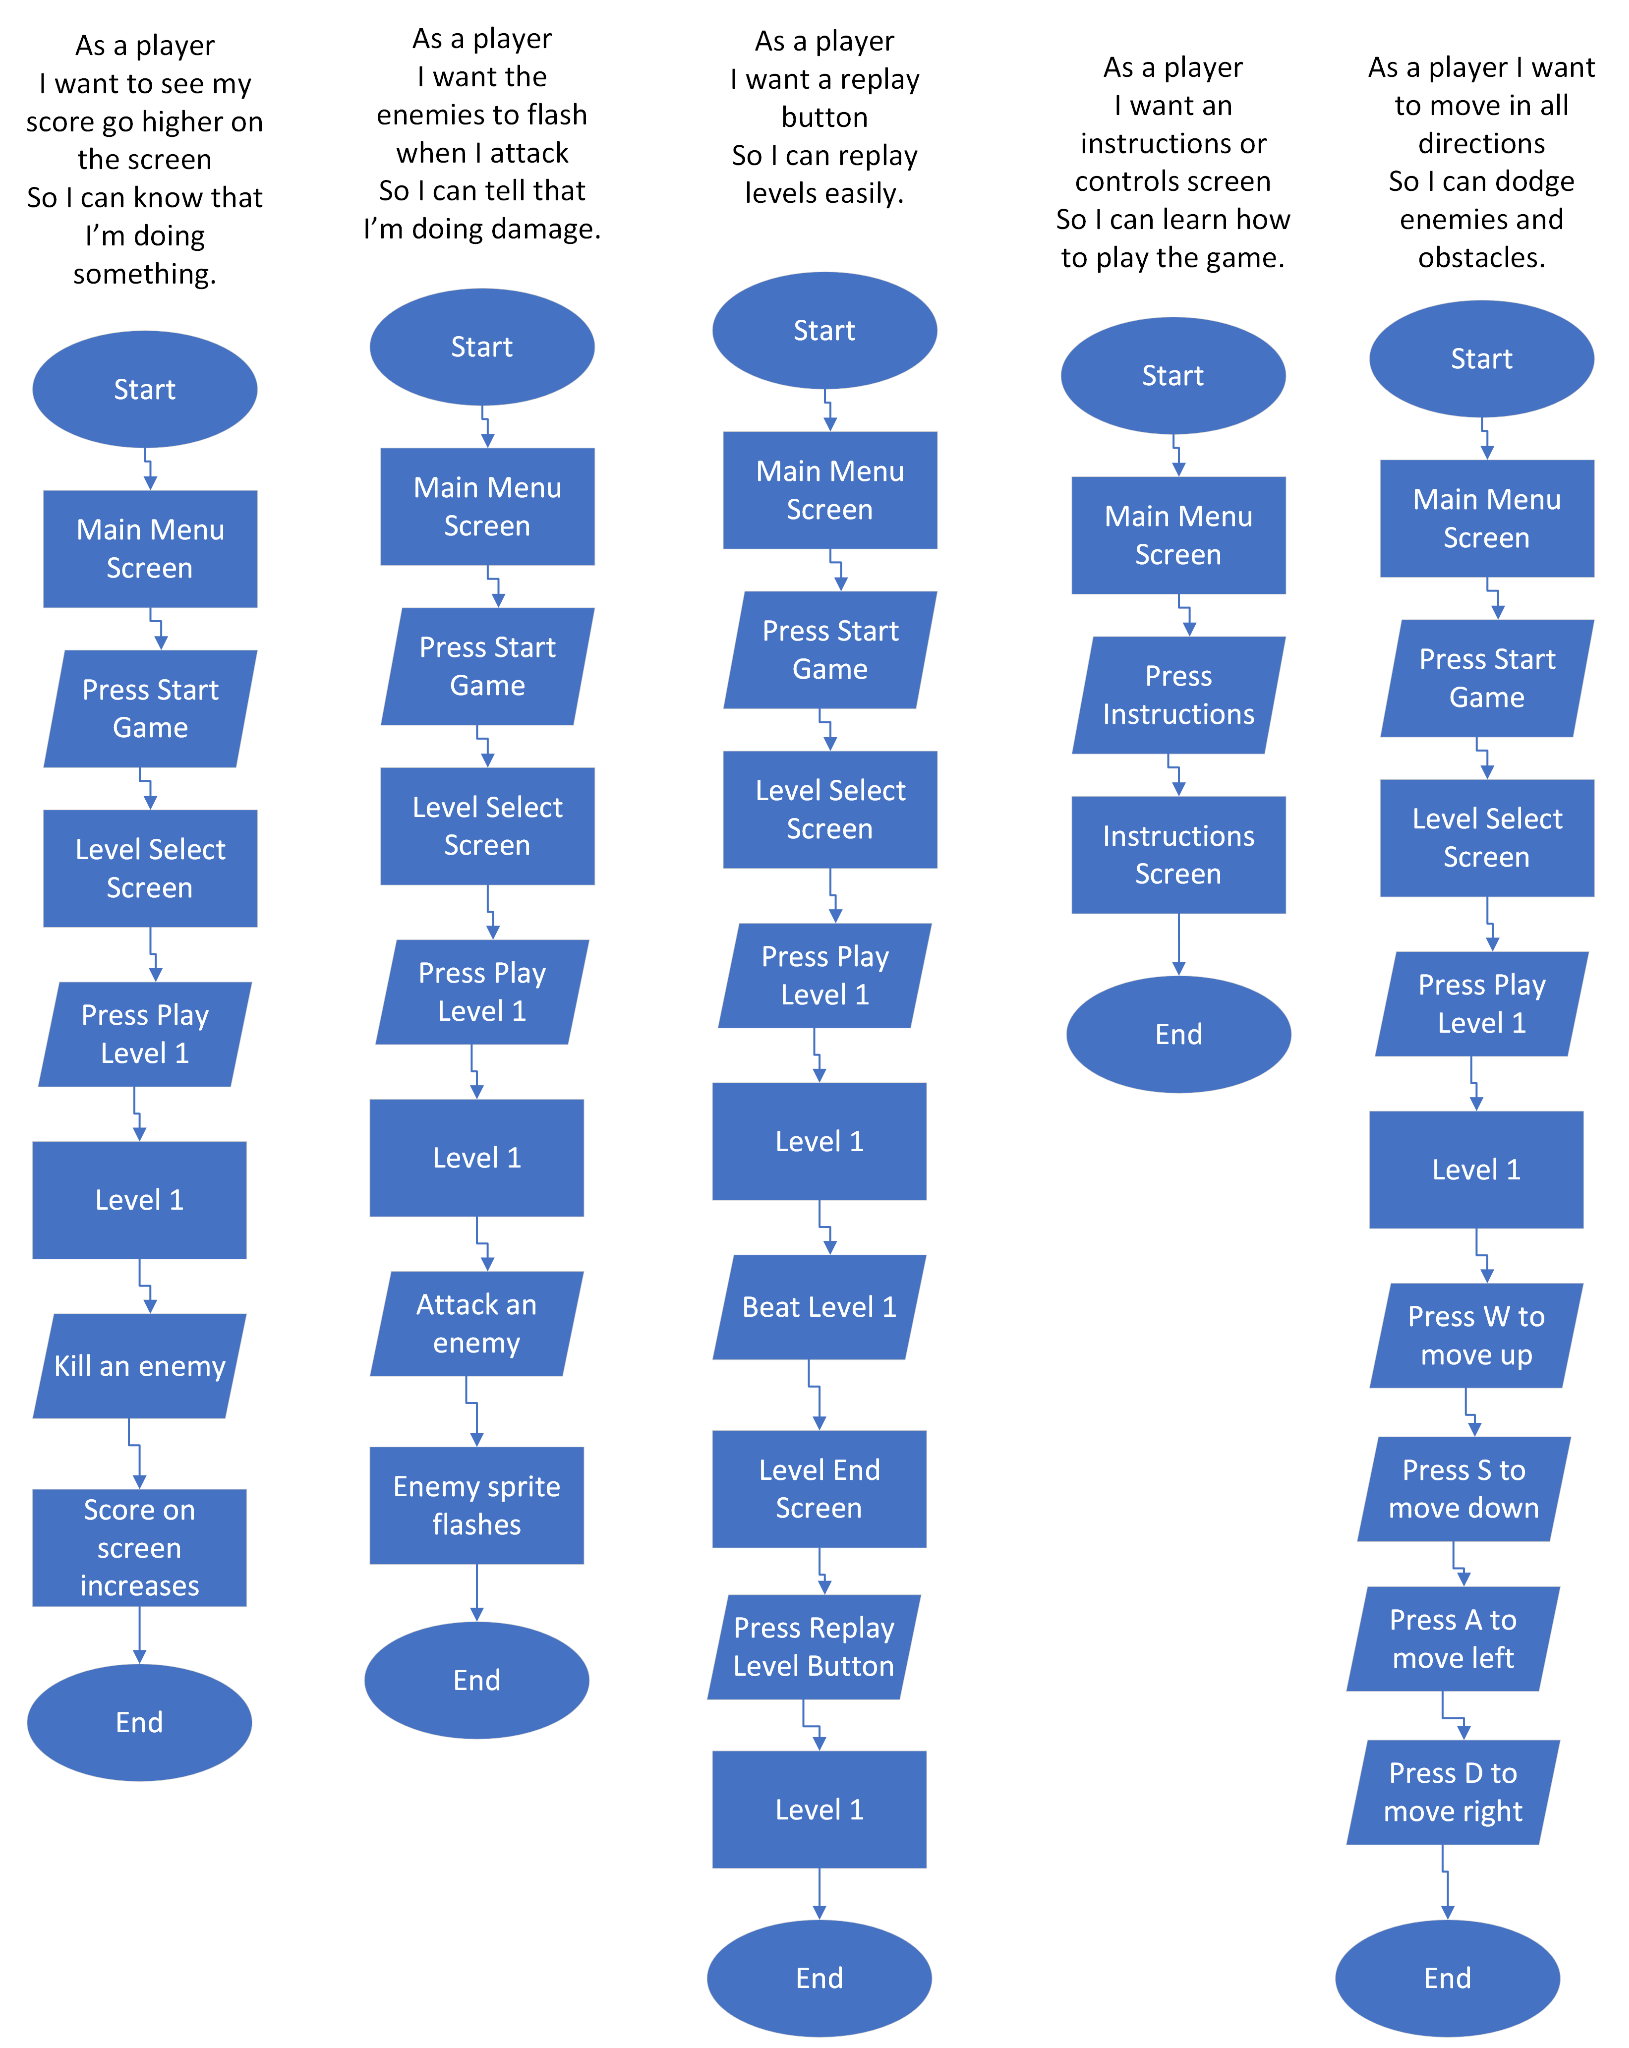 As a player
I want to see my
score go higher on
the screen
So I can know that
I'm doing
something.
Start
Main Menu
Screen
Press Start
Game
Level Select
Screen
Press Play
Level 1
Level 1
Kill an enemy
Score on
screen
increases
End
As a player
I want the
enemies to flash
when I attack
So I can tell that
I'm doing damage.
Start
Main Menu
Screen
Press Start
Game
Level Select
Screen
Press Play
Level 1
Level 1
Attack an
enemy
Enemy sprite
flashes
End
As a player
I want a replay
button
So I can replay
levels easily.
Start
Main Menu
Screen
Press Start
Game
Level Select
Screen
Press Play
Level 1
Level 1
Beat Level 1
Level End
Screen
Press Replay
Level Button
Level 1
End
As a player
I want an
instructions or
controls screen
So I can learn how
to play the game.
Start
Main Menu
Screen
Press
Instructions
Instructions
Screen
End
As a player I want
to move in all
directions
So I can dodge
enemies and
obstacles.
Start
Main Menu
Screen
Press Start
Game
Level Select
Screen
Press Play
Level 1
Level 1
Press W to
move up
Press S to
move down
Press A to
move left
Press D to
move right
End